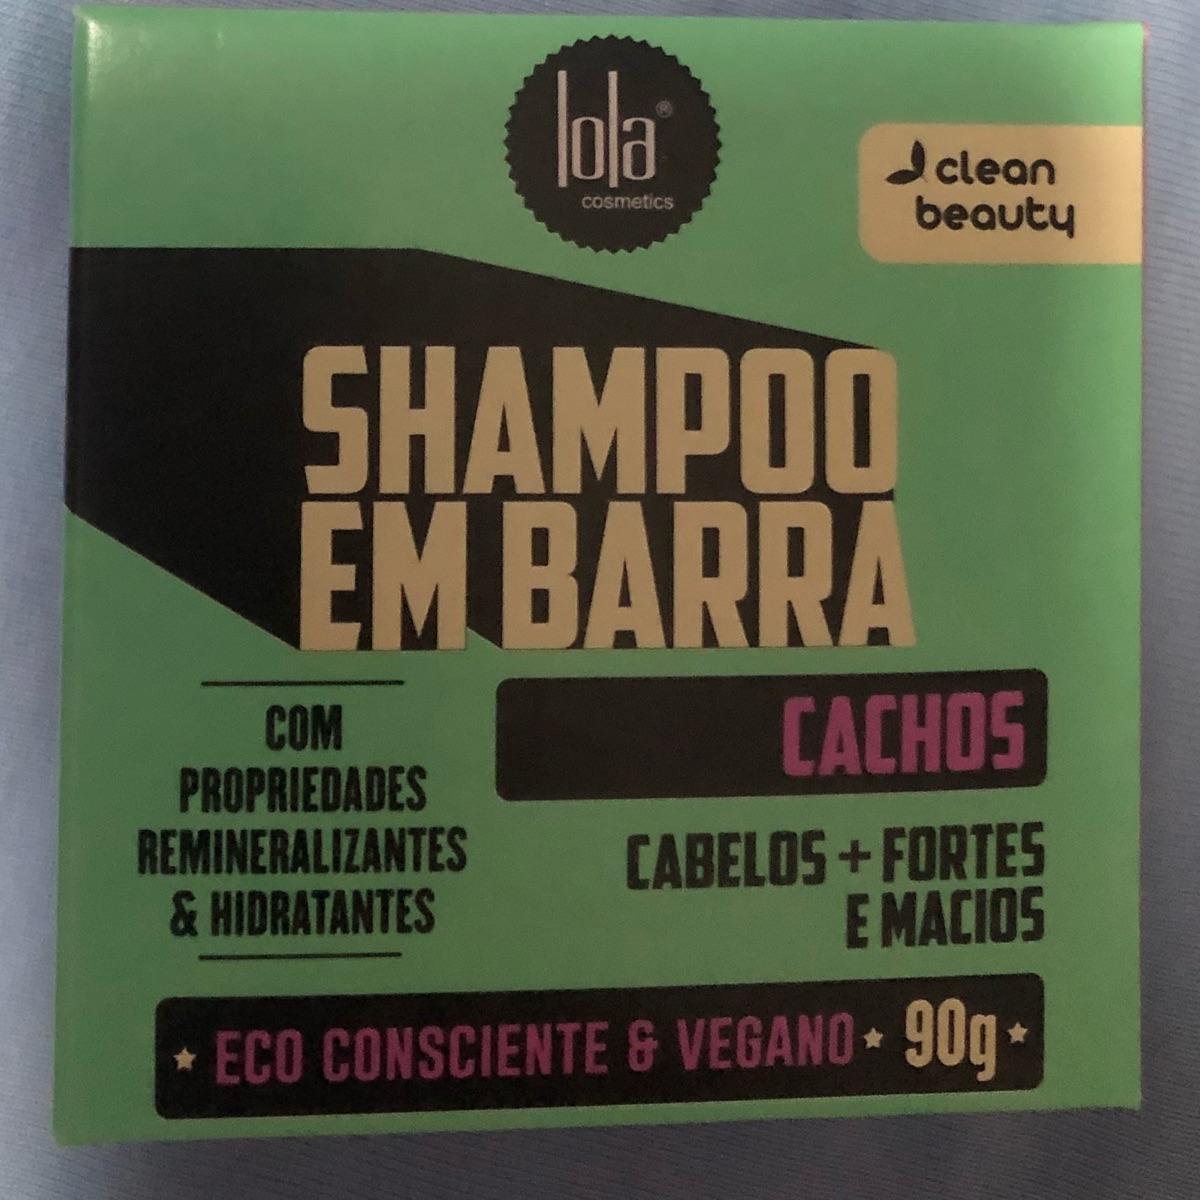 lola®
cosmetics
clean
beauty
SHAMPOO
EM BARRA
COM
PROPRIEDADES
REMINERALIZANTES
& HIDRATANTES
CACHOS
CABELOS + FORTES
E MACIOS
ECO CONSCIENTE & VEGANO 90g